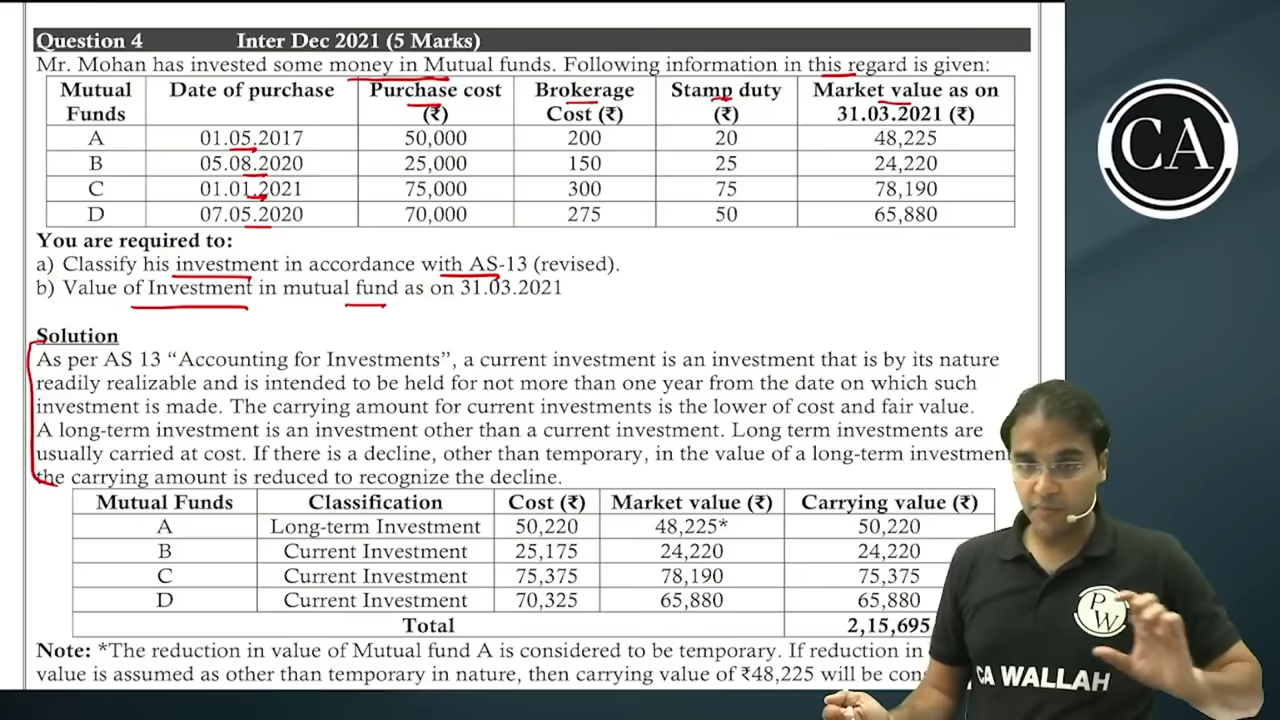 Question 4 Inter Dec 2021 (5 Marks)
Mr. Mohan has invested some money in Mutual funds. Following information in this regard is given:
Mutual Funds Date of purchase Purchase cost (₹) Brokerage Cost (₹) Stamp duty (₹) Market value as on 31.03.2021 (₹)
A 01.05.2017 50,000 200 20 48,225
B 05.08.2020 25,000 150 25 24,220
C 01.01.2021 75,000 300 75 78,190
D 07.05.2020 70,000 275 50 65,880
You are required to:
a) Classify his investment in accordance with AS-13 (revised).
b) Value of Investment in mutual fund as on 31.03.2021
Solution
As per AS 13 “Accounting for Investments”, a current investment is an investment that is by its nature
readily realizable and is intended to be held for not more than one year from the date on which such
investment is made. The carrying amount for current investments is the lower of cost and fair value.
A long-term investment is an investment other than a current investment. Long term investments are
usually carried at cost. If there is a decline, other than temporary, in the value of a long-term investmen
the carrying amount is reduced to recognize the decline.
Mutual Funds Classification Cost (₹) Market value (₹) Carrying value (₹)
A Long-term Investment 50,220 48,225* 50,220
B Current Investment 25,175 24,220 24,220
C Current Investment 75,375 78,190 75,375
D Current Investment 70,325 65,880 65,880
Total 2,15,695
Note: *The reduction in value of Mutual fund A is considered to be temporary. If reduction in
value is assumed as other than temporary in nature, then carrying value of ₹48,225 will be con
CA
PW
CA WALLAH